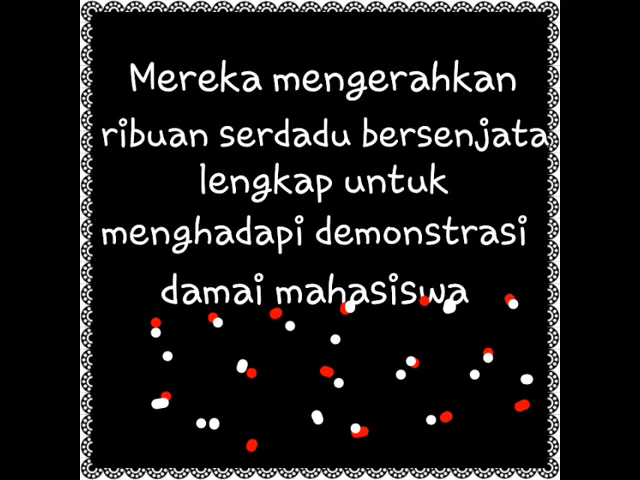 Mereka mengerahkan
ribuan serdadu bersenjata
lengkap untuk
menghadapi demonstrasi
damai mahasiswa